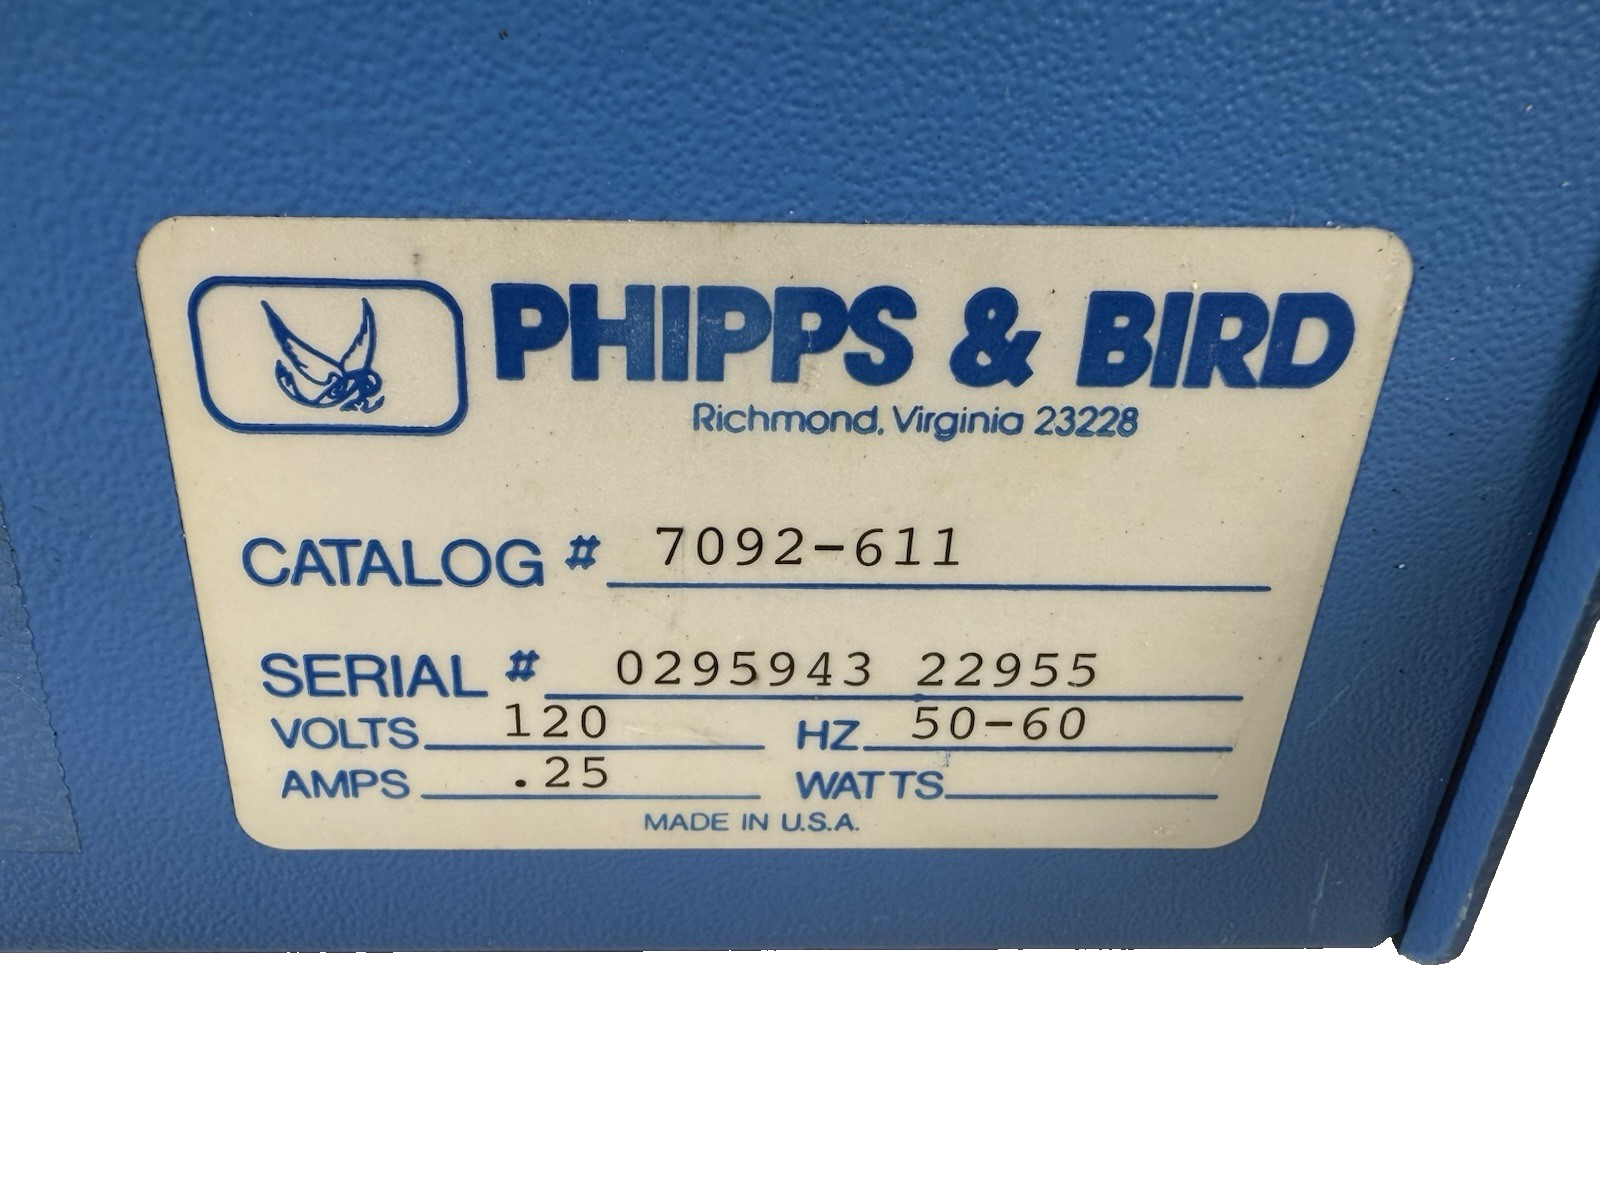 PHIPPS & BIRD
Richmond, Virginia 23228
CATALOG # 7092-611
SERIAL # 0295943 22955
VOLTS 120 HZ 50-60
AMPS .25 WATTS
MADE IN U.S.A.